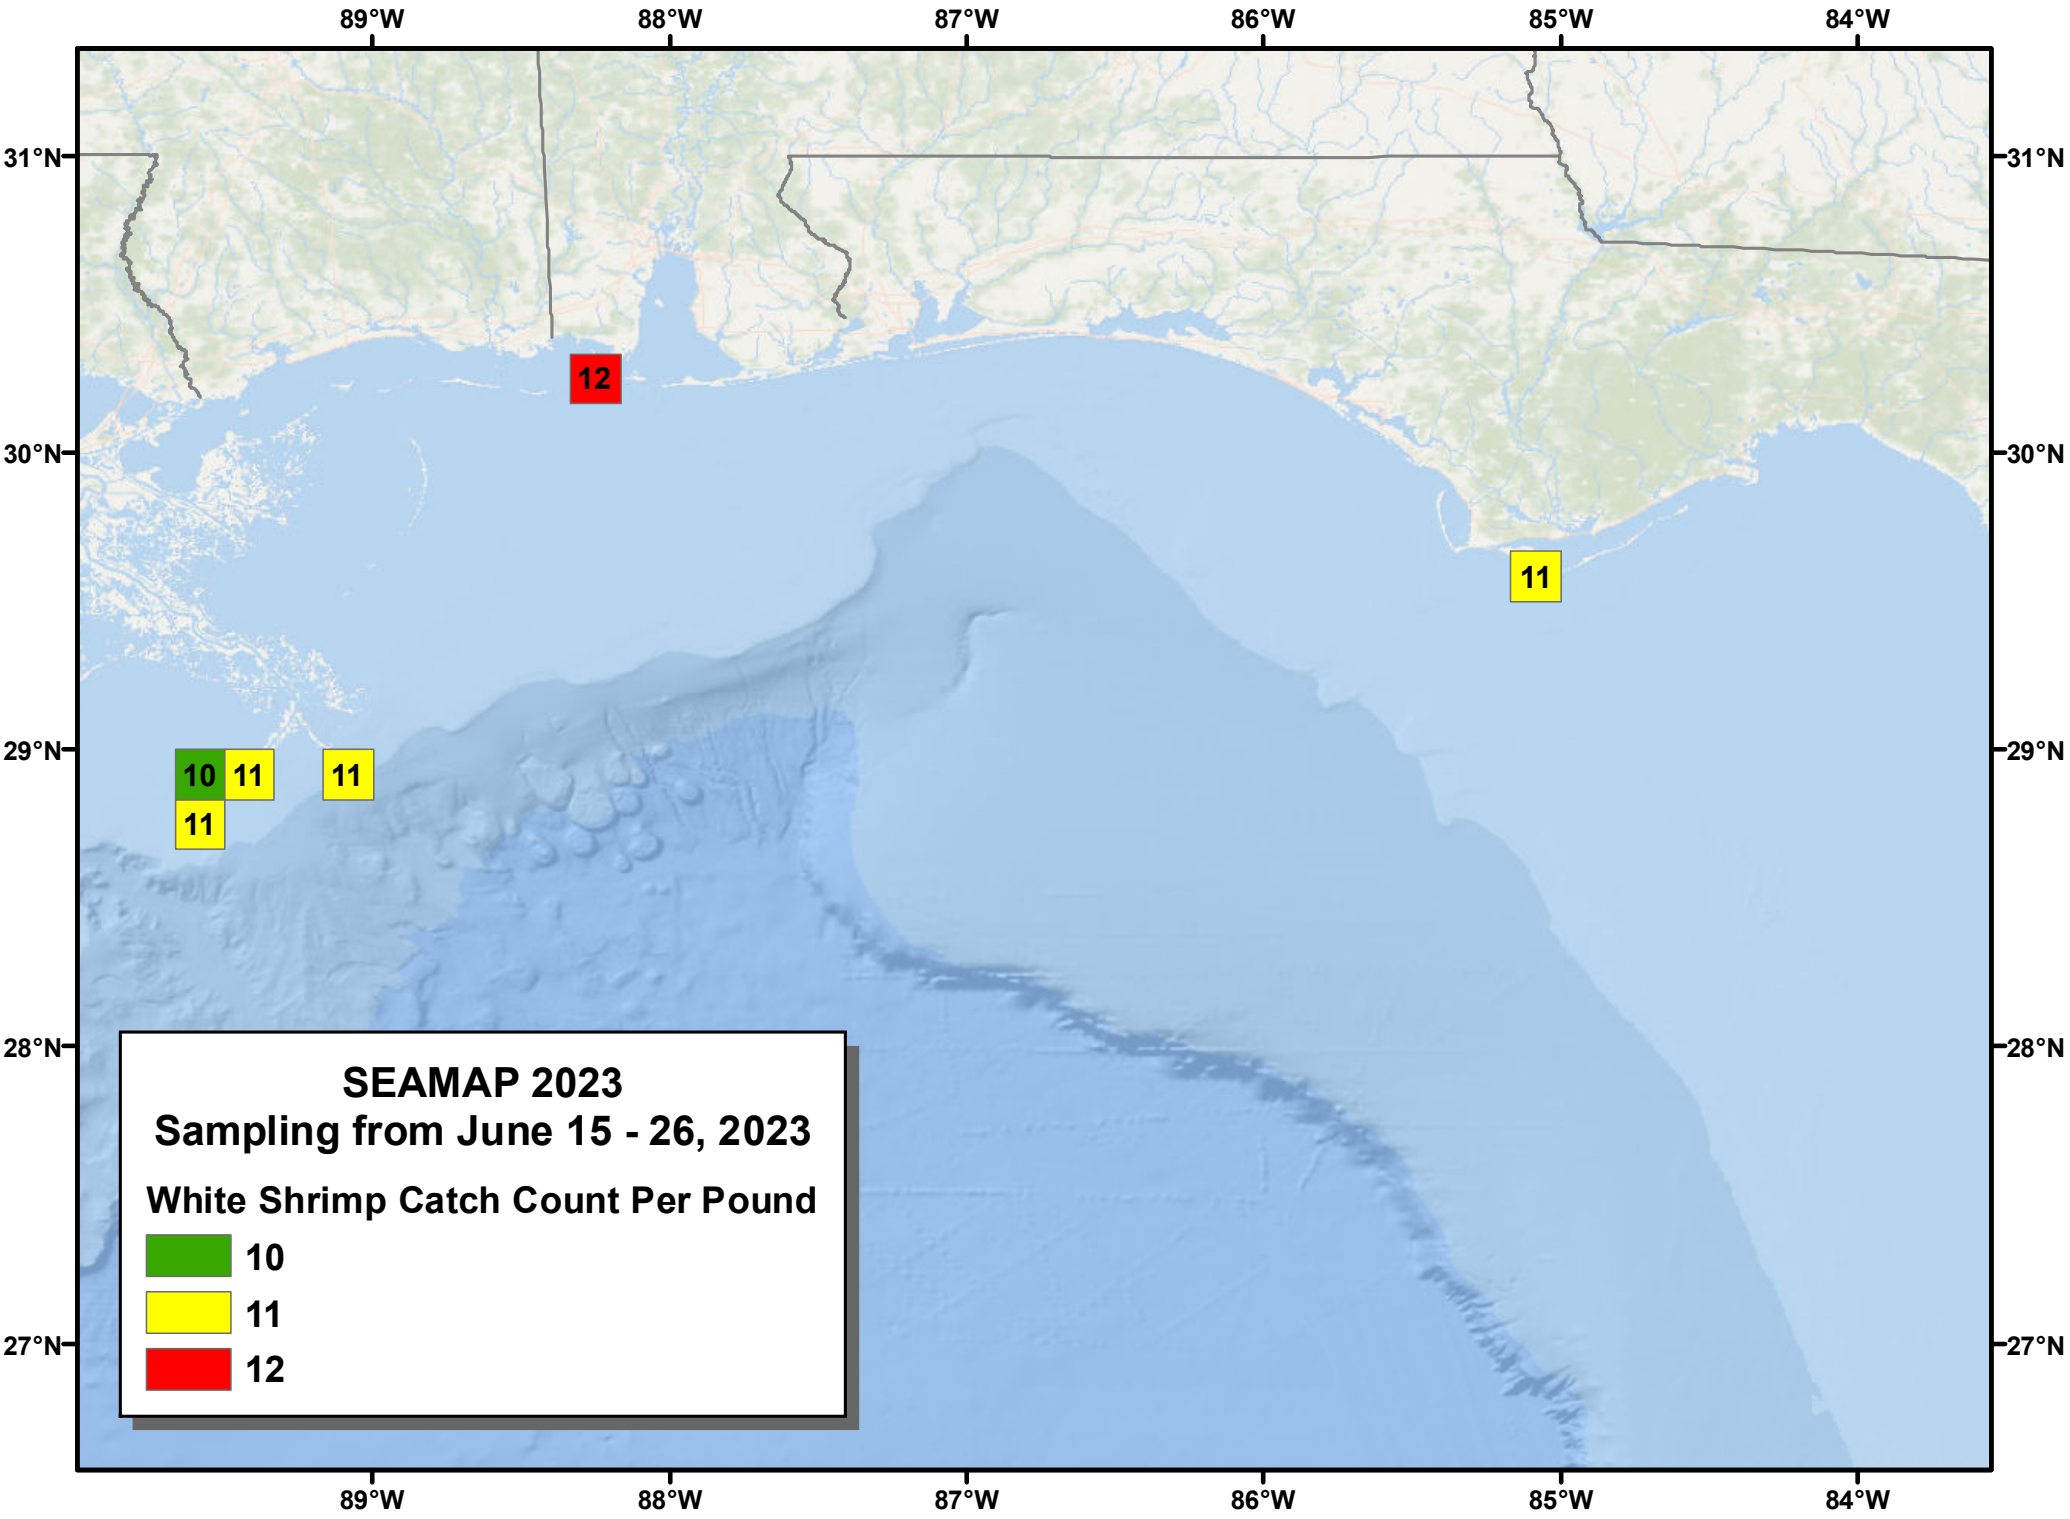 89°W 88°W 87°W 86°W 85°W 84°W
31°N 31°N
12
30°N 30°N
11
29°N 29°N
10 11 11
11
28°N 28°N
SEAMAP 2023
Sampling from June 15 - 26, 2023
White Shrimp Catch Count Per Pound
10
11
27°N 27°N
12
89°W 88°W 87°W 86°W 85°W 84°W